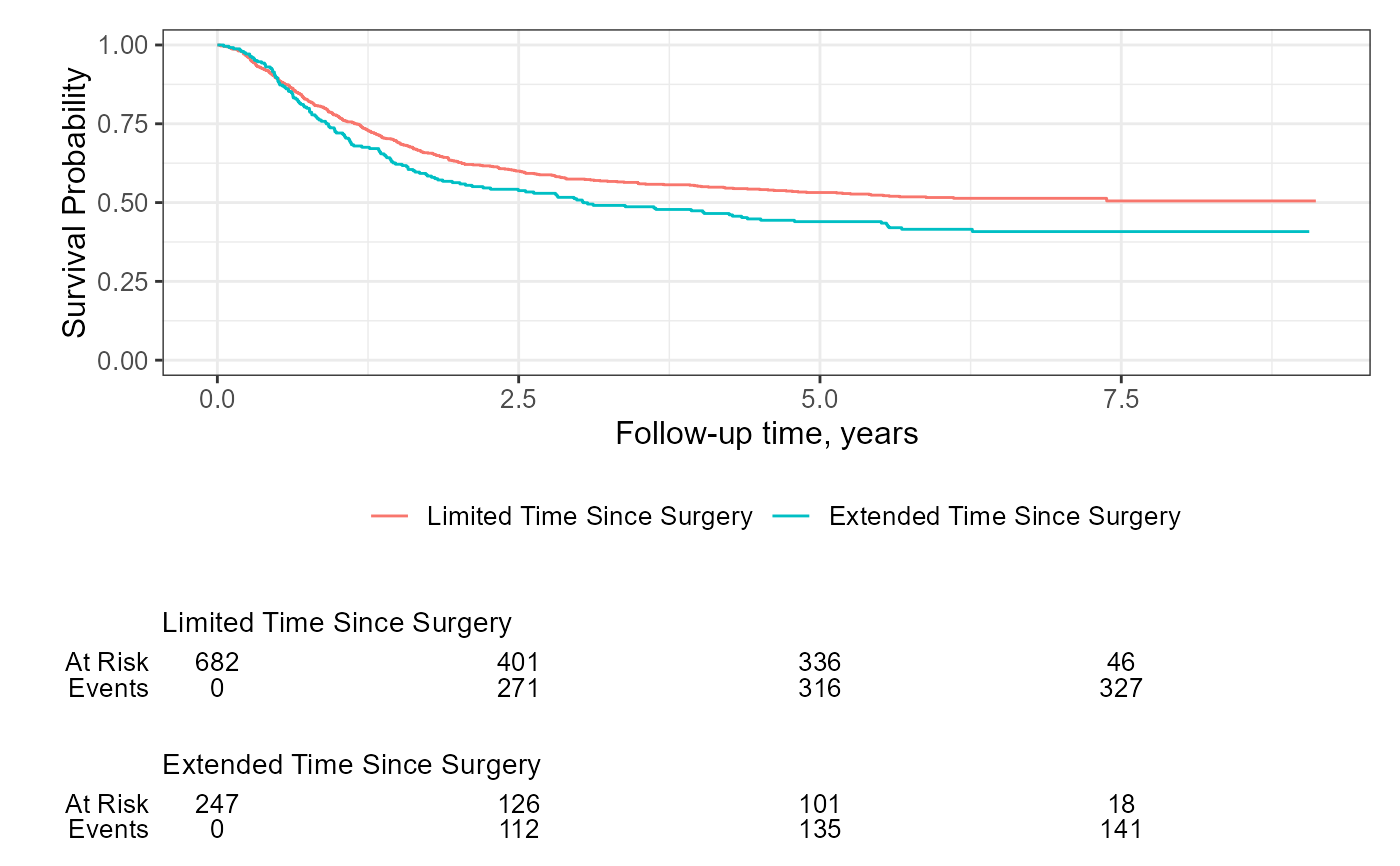 1.00
0.75
0.50
0.25
0.00
Survival Probability
0.0 2.5 5.0 7.5
Follow-up time, years
Limited Time Since Surgery Extended Time Since Surgery
Limited Time Since Surgery
At Risk 682 401 336 46
Events 0 271 316 327
Extended Time Since Surgery
At Risk 247 126 101 18
Events 0 112 135 141